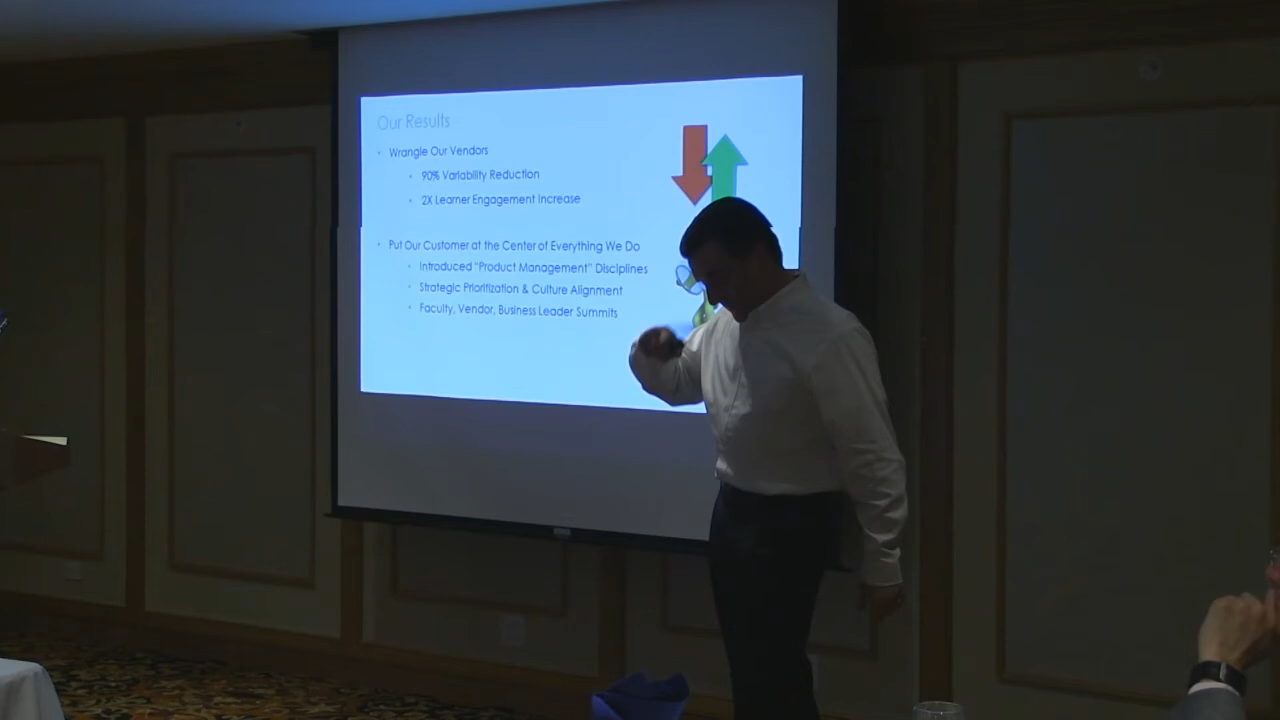 Our Results
Wrangle Our Vendors
90% Variability Reduction
2X Learner Engagement Increase
Put Our Customer at the Center of Everything We Do
Introduced "Product Management" Disciplines
Strategic Prioritization & Culture Alignment
Faculty, Vendor, Business Leader Summits